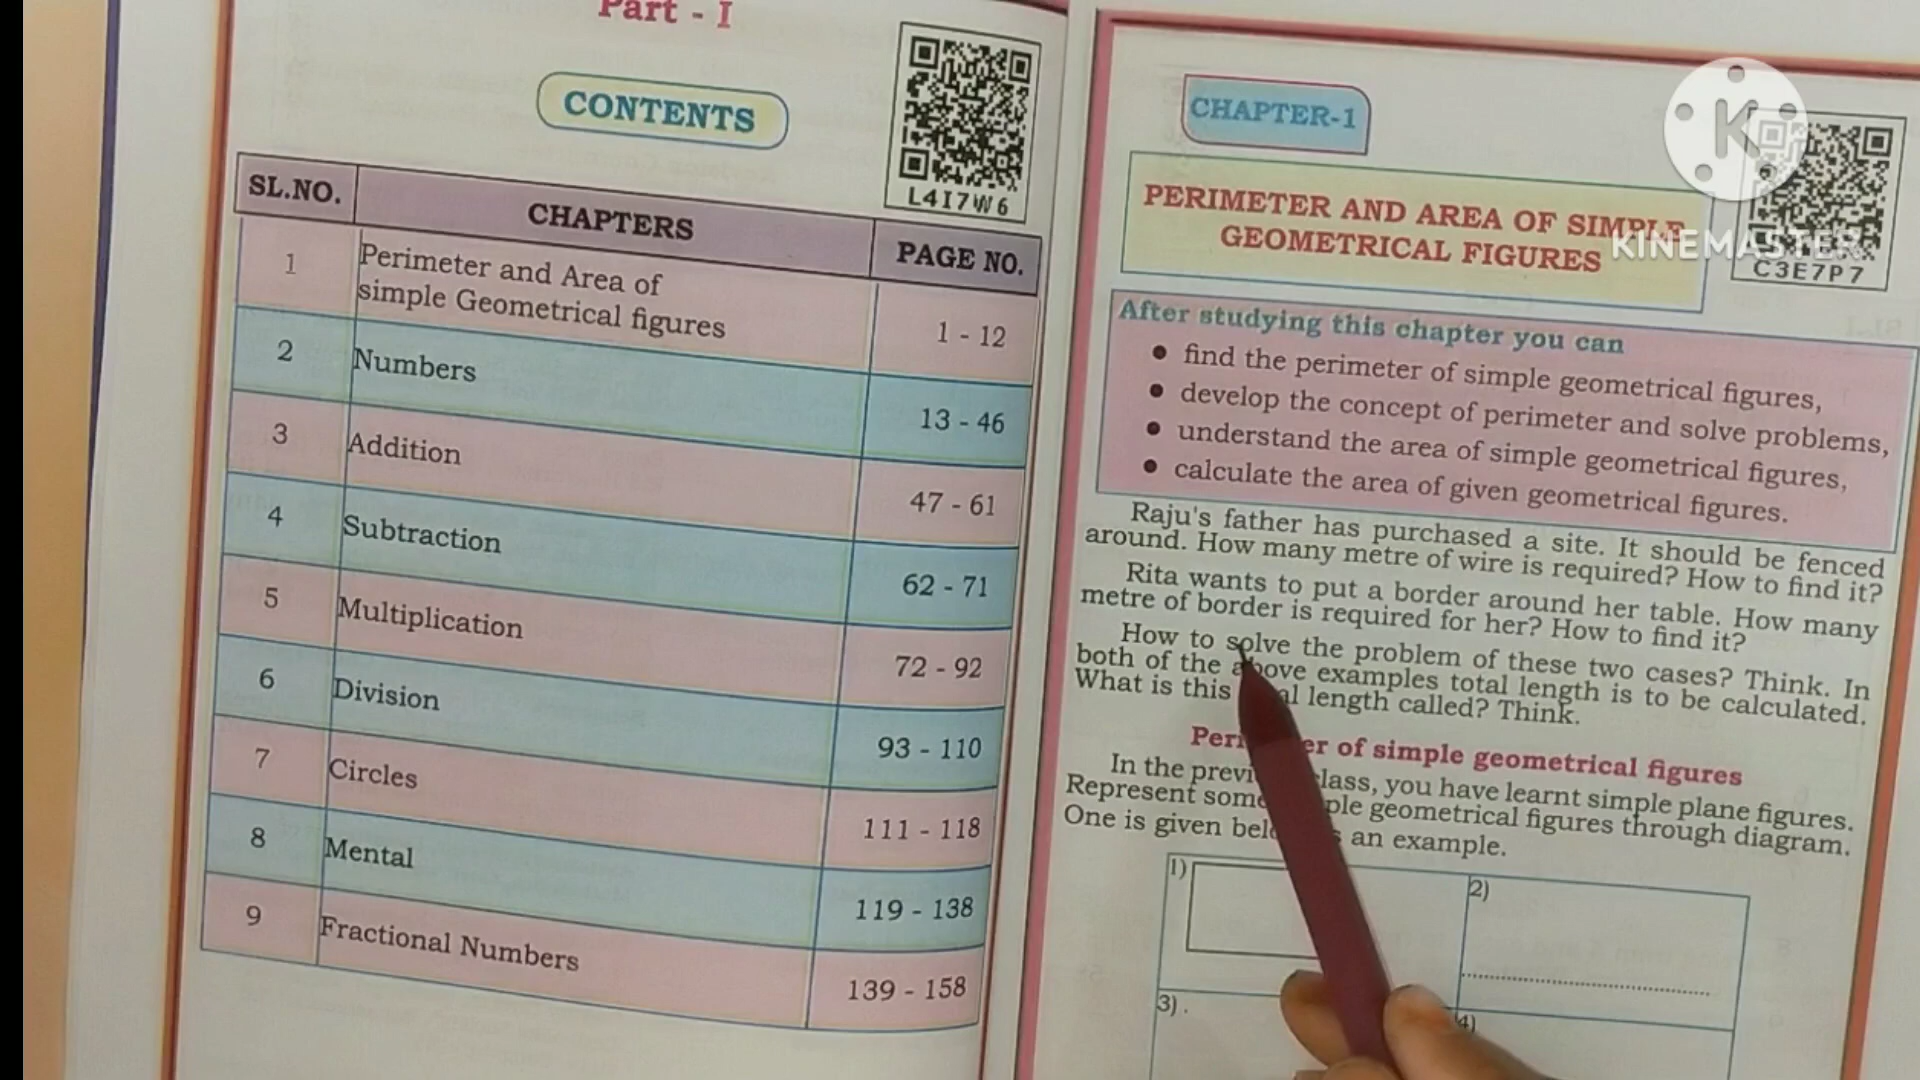 Part - I
CONTENTS
L4I7W6
SL.NO. CHAPTERS PAGE NO.
1 Perimeter and Area of
simple Geometrical figures 1 - 12
2 Numbers 13 - 46
3 Addition 47 - 61
4 Subtraction 62 - 71
5 Multiplication 72 - 92
6 Division 93 - 110
7 Circles 111 - 118
8 Mental 119 - 138
9 Fractional Numbers 139 - 158
CHAPTER-1
PERIMETER AND AREA OF SIMPLE
GEOMETRICAL FIGURES
K
KINEMASTER
C3E7P7
After studying this chapter you can
• find the perimeter of simple geometrical figures,
• develop the concept of perimeter and solve problems,
• understand the area of simple geometrical figures,
• calculate the area of given geometrical figures.
Raju's father has purchased a site. It should be fenced
around. How many metre of wire is required? How to find it?
Rita wants to put a border around her table. How many
metre of border is required for her? How to find it?
How to solve the problem of these two cases? Think. In
both of the above examples total length is to be calculated.
What is this length called? Think.
of simple geometrical figures
In the class, you have learnt simple plane figures.
Represent some geometrical figures through diagram.
One is given an example.
1)
2)
3) .
4)